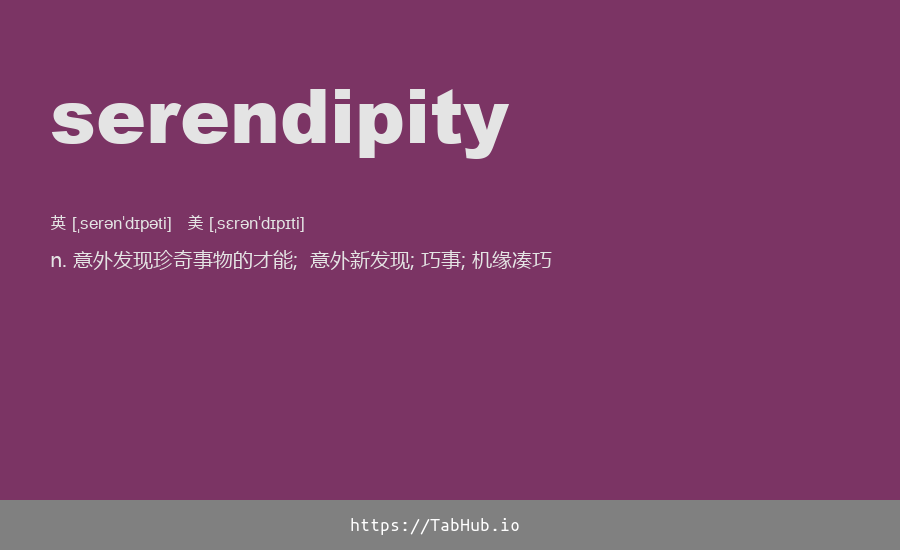 serendipity
英 [ˌserənˈdɪpəti] 美 [ˌsɛrənˈdɪpɪti]
n. 意外发现珍奇事物的才能; 意外新发现; 巧事; 机缘凑巧
https://TabHub.io